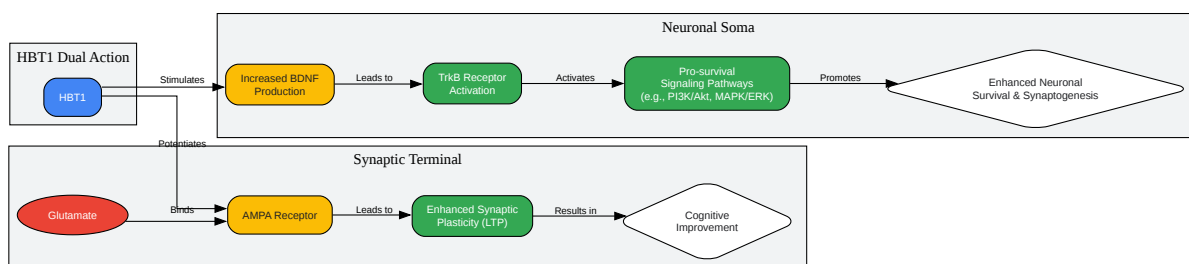 Neuronal Soma
HBT1 Dual Action
HBT1
Stimulates
Increased BDNF
Production
Leads to
TrkB Receptor
Activation
Activates
Pro-survival
Signaling Pathways
(e.g., PI3K/Akt, MAPK/ERK)
Promotes
Enhanced Neuronal
Survival & Synaptogenesis
Potentiates
Synaptic Terminal
Glutamate
Binds
AMPA Receptor
Leads to
Enhanced Synaptic
Plasticity (LTP)
Results in
Cognitive
Improvement